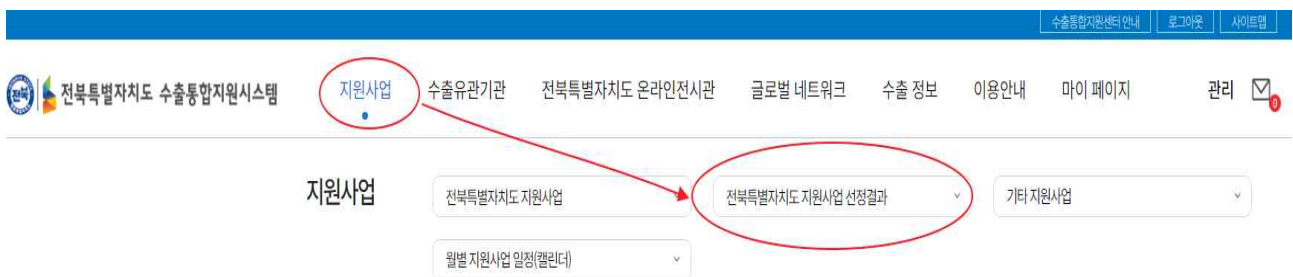 수출통합지원센터 안내 로그아웃 사이트맵
전북 전북특별자치도 수출통합지원시스템 지원사업 수출유관기관 전북특별자치도 온라인전시관 글로벌 네트워크 수출 정보 이용안내 마이 페이지 관리 0
지원사업 전북특별자치도 지원사업 전북특별자치도 지원사업 선정결과 기타 지원사업
월별 지원사업 일정(캘린더)